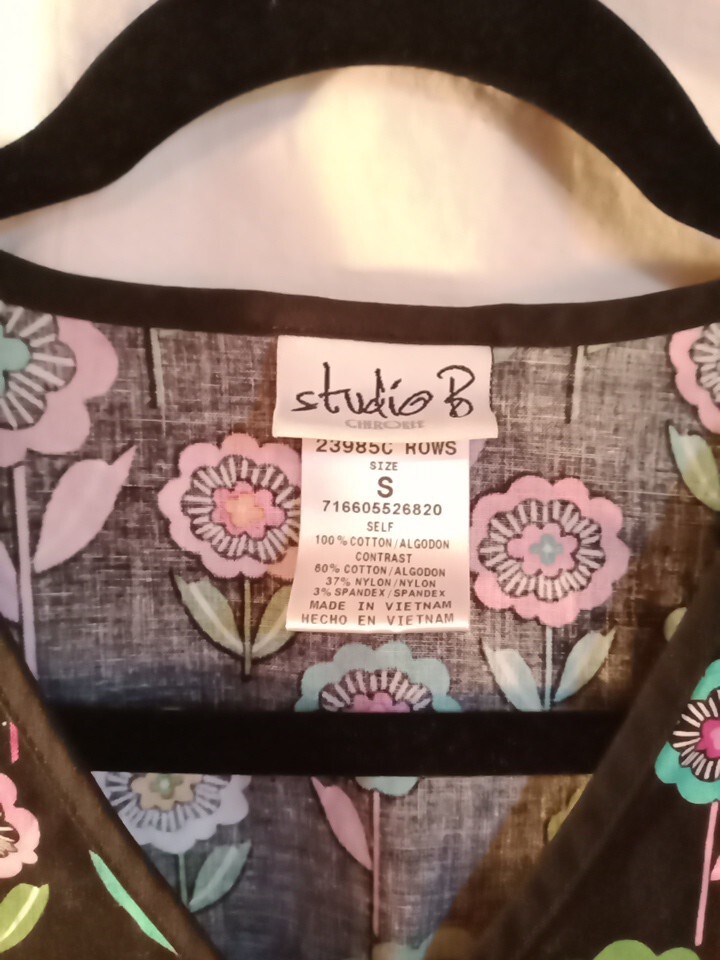 studio B
CHEROKEE
23985C ROWS
SIZE
S
716605526820
SELF
100% COTTON/ALGODON
CONTRAST
60% COTTON/ALGODON
37% NYLON/NYLON
3% SPANDEX/SPANDEX
MADE IN VIETNAM
HECHO EN VIETNAM